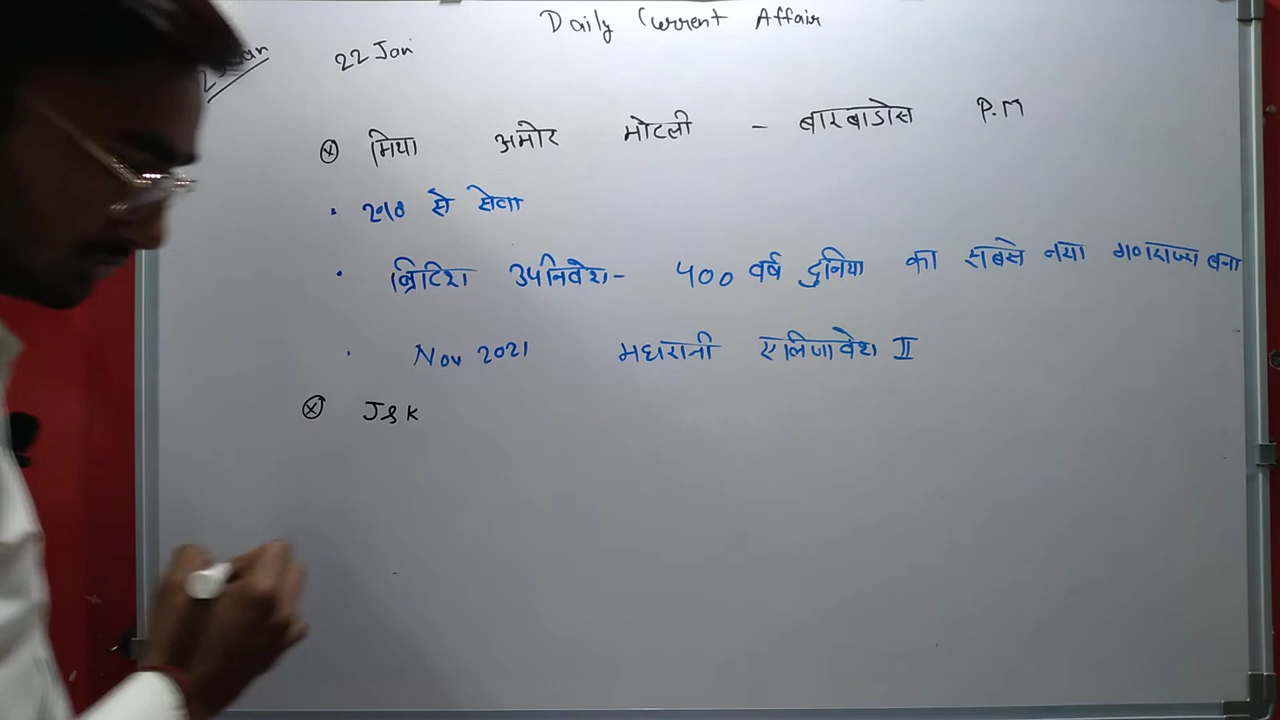 Daily Current Affair
22 Jan
मिया अमोर मोटली - बारबाडोस P.M
2018 से सेवा
ब्रिटिश उपनिवेश- 400 वर्ष दुनिया का सबसे नया गणराज्य बना
Nov 2021 महारानी एलिजाबेथ II
J&K